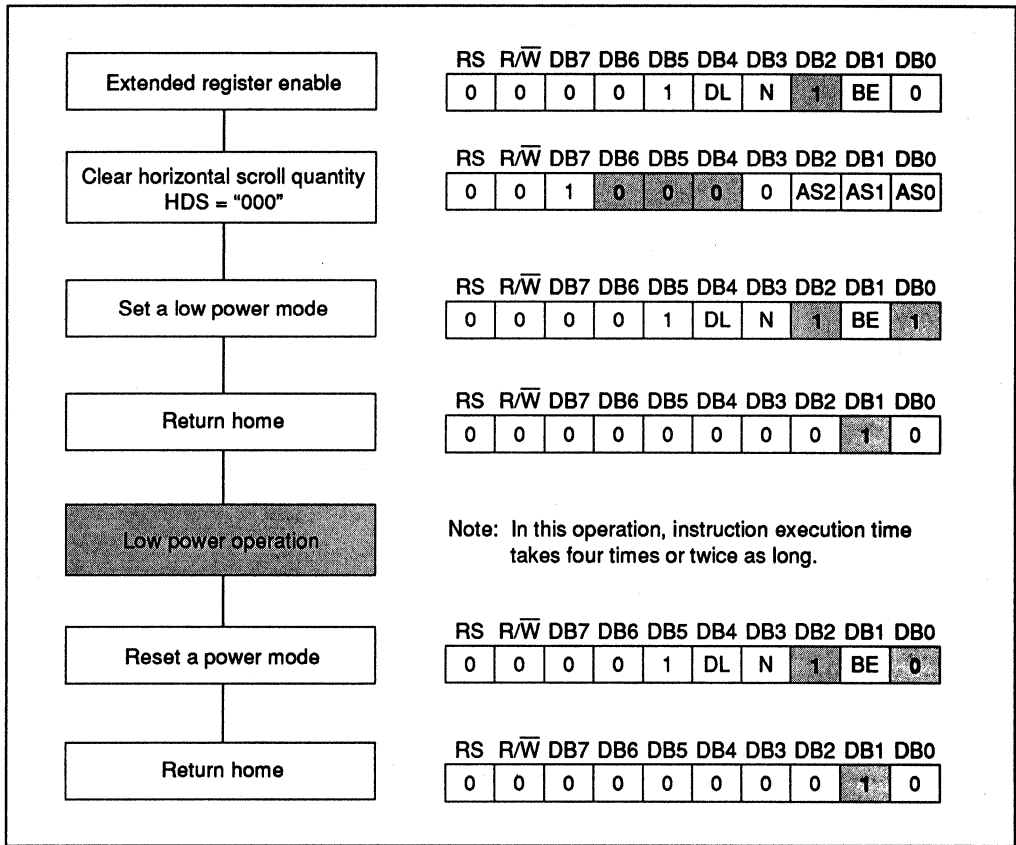 Extended register enable
RS R/W̅ DB7 DB6 DB5 DB4 DB3 DB2 DB1 DB0
0 0 0 0 1 DL N 1 BE 0
Clear horizontal scroll quantity
HDS = “000”
RS R/W̅ DB7 DB6 DB5 DB4 DB3 DB2 DB1 DB0
0 0 1 0 0 0 0 AS2 AS1 AS0
Set a low power mode
RS R/W̅ DB7 DB6 DB5 DB4 DB3 DB2 DB1 DB0
0 0 0 0 1 DL N 1 BE 1
Return home
RS R/W̅ DB7 DB6 DB5 DB4 DB3 DB2 DB1 DB0
0 0 0 0 0 0 0 0 1 0
Low power operation
Note: In this operation, instruction execution time
takes four times or twice as long.
Reset a power mode
RS R/W̅ DB7 DB6 DB5 DB4 DB3 DB2 DB1 DB0
0 0 0 0 1 DL N 1 BE 0
Return home
RS R/W̅ DB7 DB6 DB5 DB4 DB3 DB2 DB1 DB0
0 0 0 0 0 0 0 0 1 0